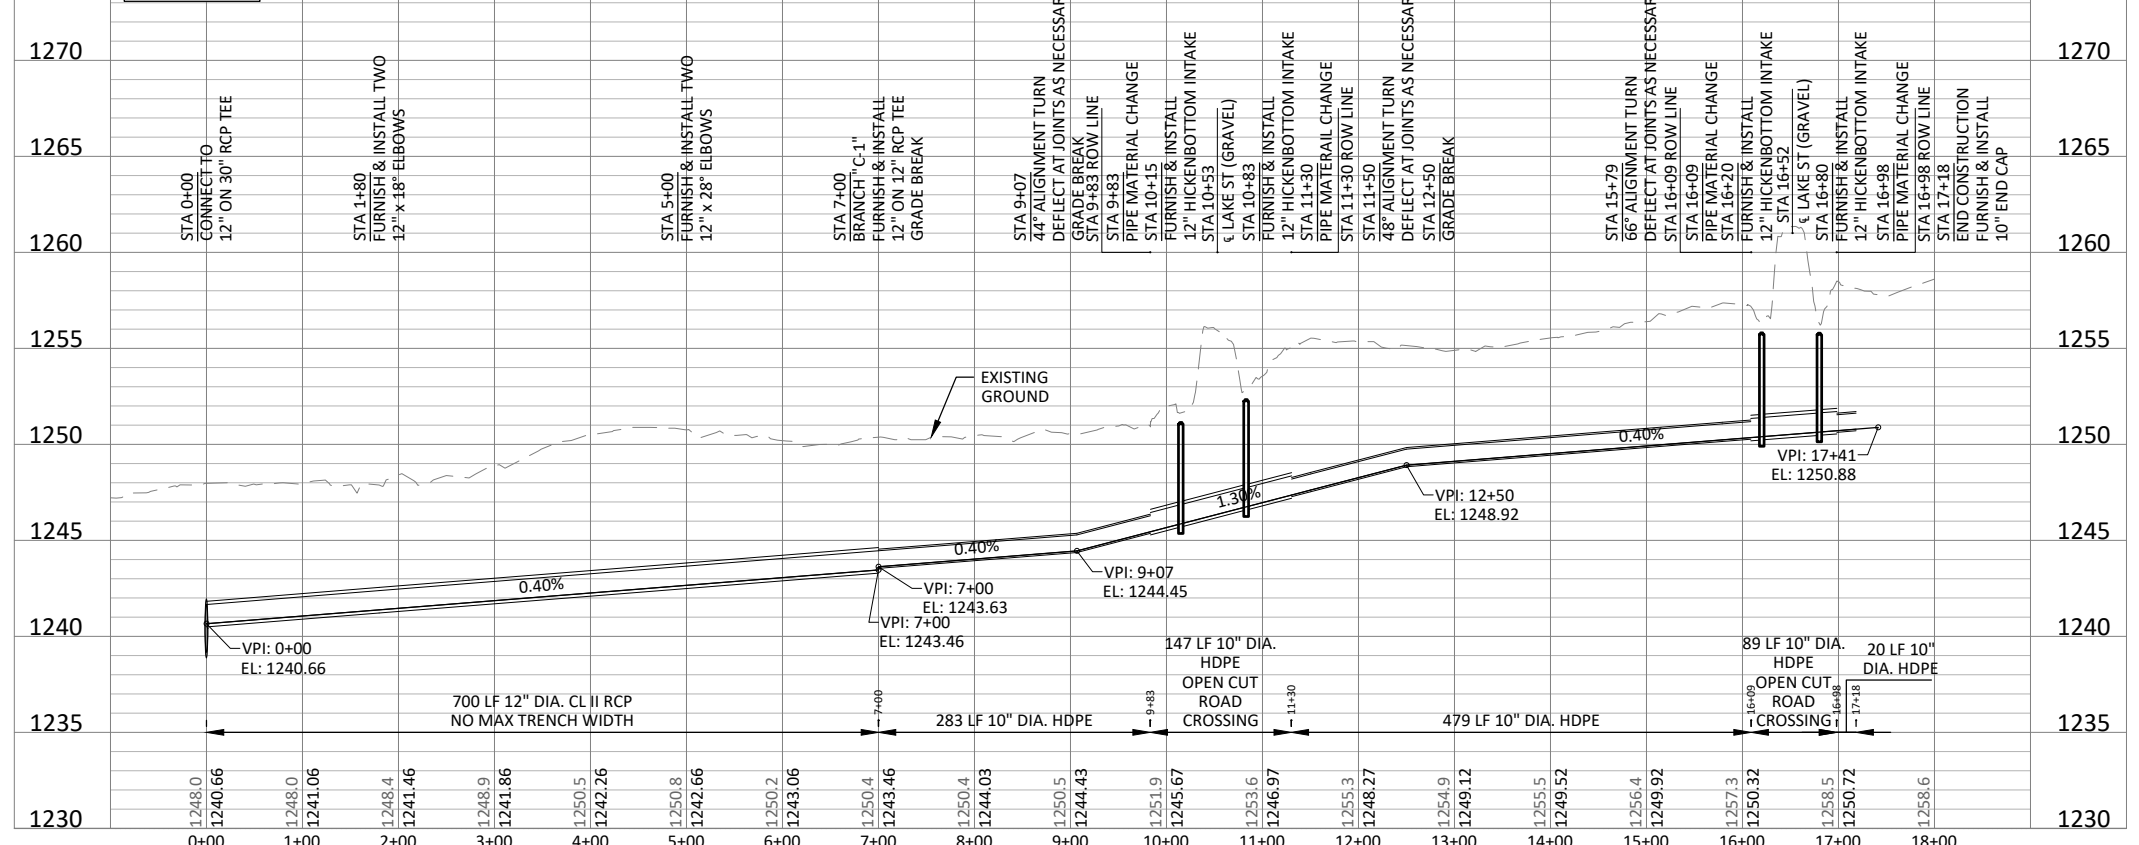 1270
1265
1260
1255
1250
1245
1240
1235
1230
STA 0+00
CONNECT TO
12" ON 30" RCP TEE
STA 1+80
FURNISH & INSTALL TWO
12" x 18° ELBOWS
STA 5+00
FURNISH & INSTALL TWO
12" x 28° ELBOWS
STA 7+00
BRANCH "C-1"
FURNISH & INSTALL
12" ON 12" RCP TEE
GRADE BREAK
STA 9+07
44° ALIGNMENT TURN
DEFLECT AT JOINTS AS NECESSAR
GRADE BREAK
STA 9+83 ROW LINE
STA 9+83
PIPE MATERIAL CHANGE
STA 10+15
FURNISH & INSTALL
12" HICKENBOTTOM INTAKE
STA 10+53
℄ LAKE ST (GRAVEL)
STA 10+83
FURNISH & INSTALL
12" HICKENBOTTOM INTAKE
STA 11+30
PIPE MATERAIL CHANGE
STA 11+30 ROW LINE
STA 11+50
48° ALIGNMENT TURN
DEFLECT AT JOINTS AS NECESSAR
STA 12+50
GRADE BREAK
STA 15+79
66° ALIGNMENT TURN
DEFLECT AT JOINTS AS NECESSAR
STA 16+09 ROW LINE
STA 16+09
PIPE MATERIAL CHANGE
STA 16+20
FURNISH & INSTALL
12" HICKENBOTTOM INTAKE
STA 16+52
℄ LAKE ST (GRAVEL)
STA 16+80
FURNISH & INSTALL
12" HICKENBOTTOM INTAKE
STA 16+98
PIPE MATERIAL CHANGE
STA 16+98 ROW LINE
STA 17+18
END CONSTRUCTION
FURNISH & INSTALL
10" END CAP
1270
1265
1260
1255
1250
1245
1240
1235
1230
EXISTING
GROUND
0.40%
0.40%
1.30%
0.40%
VPI: 0+00
EL: 1240.66
VPI: 7+00
EL: 1243.63
VPI: 7+00
EL: 1243.46
VPI: 9+07
EL: 1244.45
VPI: 12+50
EL: 1248.92
VPI: 17+41
EL: 1250.88
700 LF 12" DIA. CL II RCP
NO MAX TRENCH WIDTH
7+00
283 LF 10" DIA. HDPE
9+83
147 LF 10" DIA.
HDPE
OPEN CUT
ROAD
CROSSING
11+30
479 LF 10" DIA. HDPE
16+09
89 LF 10" DIA.
HDPE
OPEN CUT
ROAD
CROSSING
16+98
17+18
20 LF 10"
DIA. HDPE
1248.0
1240.66
1248.0
1241.06
1248.4
1241.46
1248.9
1241.86
1250.5
1242.26
1250.8
1242.66
1250.2
1243.06
1250.4
1243.46
1250.4
1244.03
1250.5
1244.43
1251.9
1245.67
1253.6
1246.97
1255.3
1248.27
1254.9
1249.12
1255.5
1249.52
1256.4
1249.92
1257.3
1250.32
1258.5
1250.72
1258.6
0+00 1+00 2+00 3+00 4+00 5+00 6+00 7+00 8+00 9+00 10+00 11+00 12+00 13+00 14+00 15+00 16+00 17+00 18+00